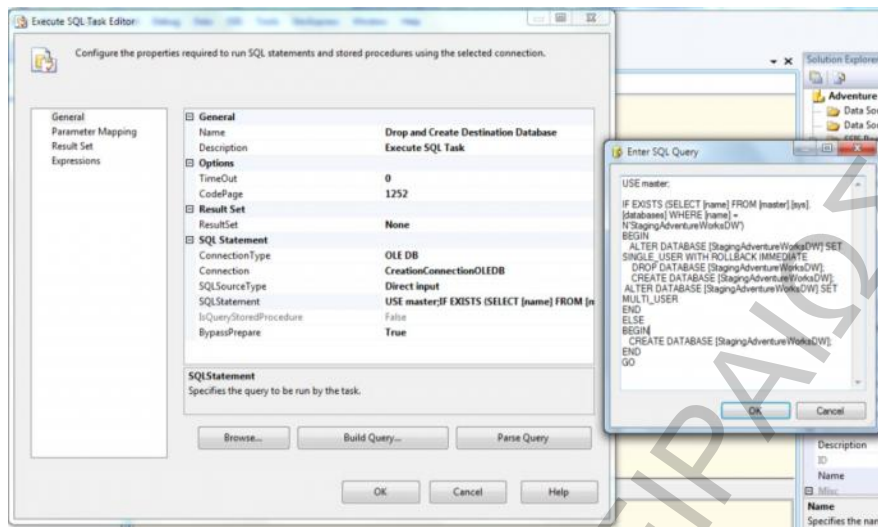 Execute SQL Task Editor
Configure the properties required to run SQL statements and stored procedures using the selected connection.
General
Parameter Mapping
Result Set
Expressions
General
Name Drop and Create Destination Database
Description Execute SQL Task
Options
TimeOut 0
CodePage 1252
Result Set
ResultSet None
SQL Statement
ConnectionType OLE DB
Connection CreationConnectionOLEDB
SQLSourceType Direct input
SQLStatement USE master;IF EXISTS (SELECT [name] FROM [n
IsQueryStoredProcedure False
BypassPrepare True
SQLStatement
Specifies the query to be run by the task.
Browse...
Build Query...
Parse Query
OK
Cancel
Help
Solution Explorer
Adventure
Data So
Data So
Enter SQL Query
USE master;
IF EXISTS (SELECT [name] FROM [master].[sys].
[databases] WHERE [name] =
N'StagingAdventureWorksDW')
BEGIN
ALTER DATABASE [StagingAdventureWorksDW] SET
SINGLE_USER WITH ROLLBACK IMMEDIATE
DROP DATABASE [StagingAdventureWorksDW];
CREATE DATABASE [StagingAdventureWorksDW];
ALTER DATABASE [StagingAdventureWorksDW] SET
MULTI_USER
END
ELSE
BEGIN
CREATE DATABASE [StagingAdventureWorksDW];
END
GO
OK
Cancel
Description
ID
Name
Misc
Name
Specifies the nam
ΠΕΙΡΑΙΩΣ